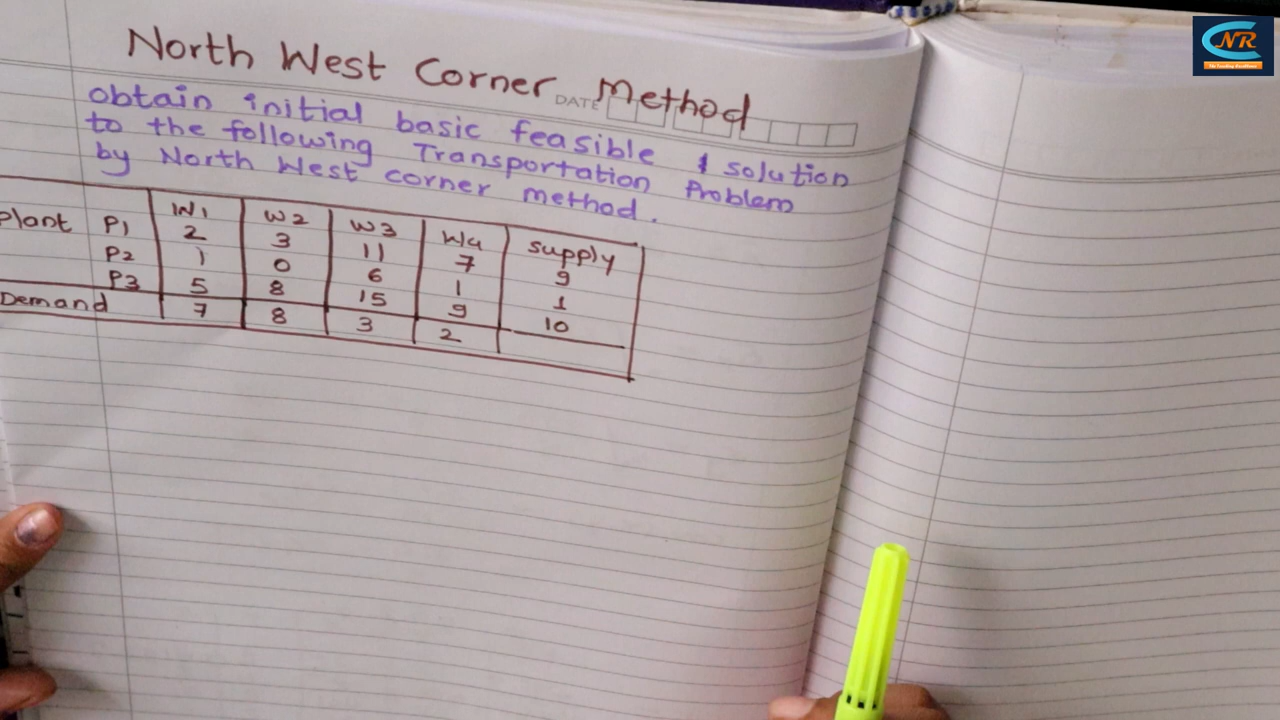 North West Corner Method
DATE
obtain initial basic feasible solution
to the following Transportation Problem
by North West corner method.
W1 W2 W3 W4 Supply
Plant P1 2 3 11 7 9
P2 1 0 6 1 1
P3 5 8 15 9 10
Demand 7 8 3 2
NR